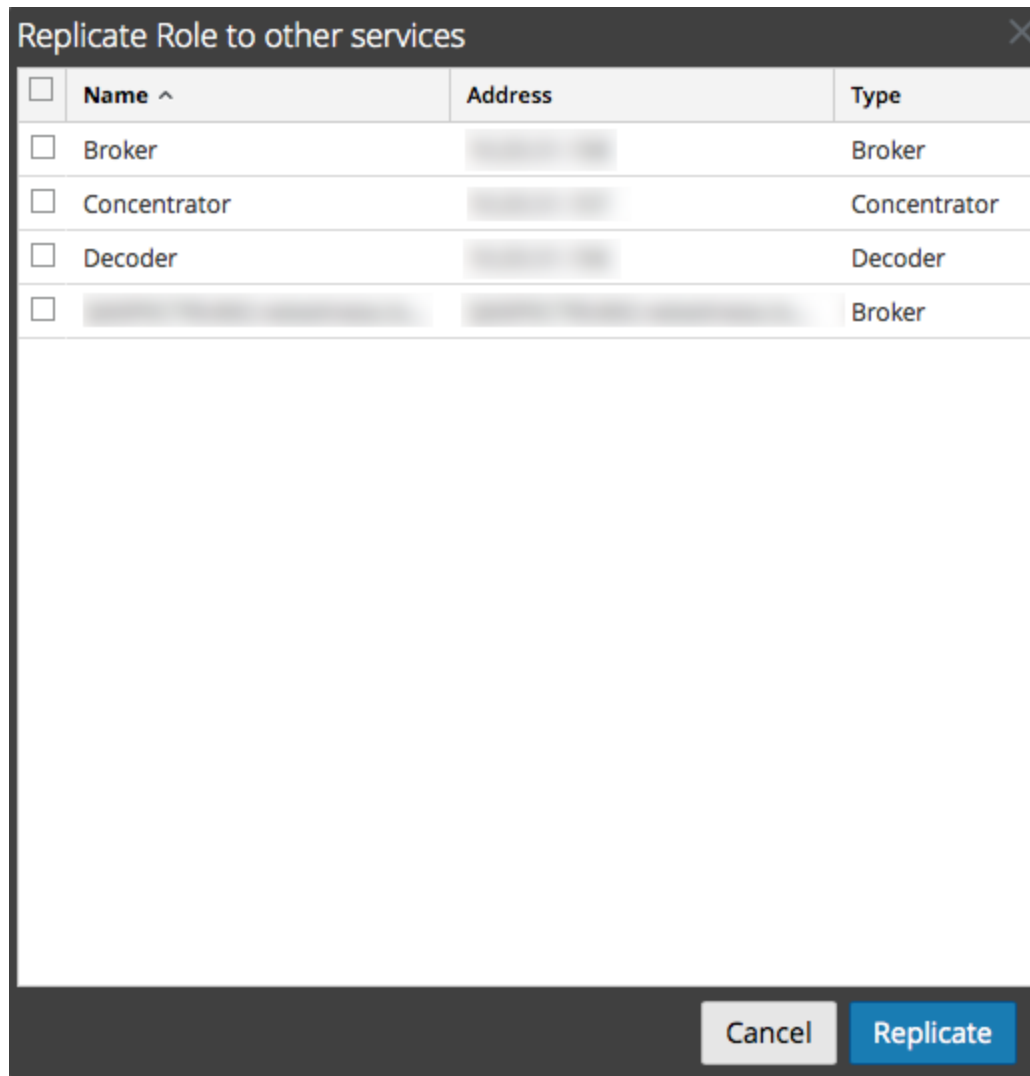 Replicate Role to other services
Name Address Type
Broker Broker
Concentrator Concentrator
Decoder Decoder
Broker
Cancel Replicate